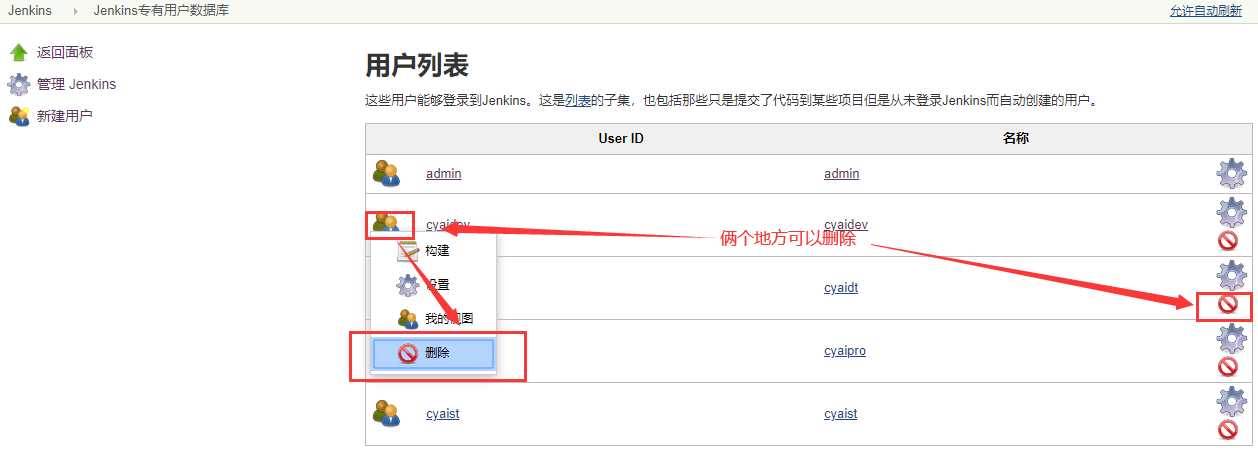 Jenkins Jenkins专有用户数据库 允许自动刷新
返回面板
管理 Jenkins
新建用户
用户列表
这些用户能够登录到Jenkins。这是列表的子集，也包括那些只是提交了代码到某些项目但是从未登录Jenkins而自动创建的用户。
User ID 名称
admin admin
cyaidev cyaidev
俩个地方可以删除
构建
设置
cyaidt
我的视图
删除
cyaipro
cyaist cyaist